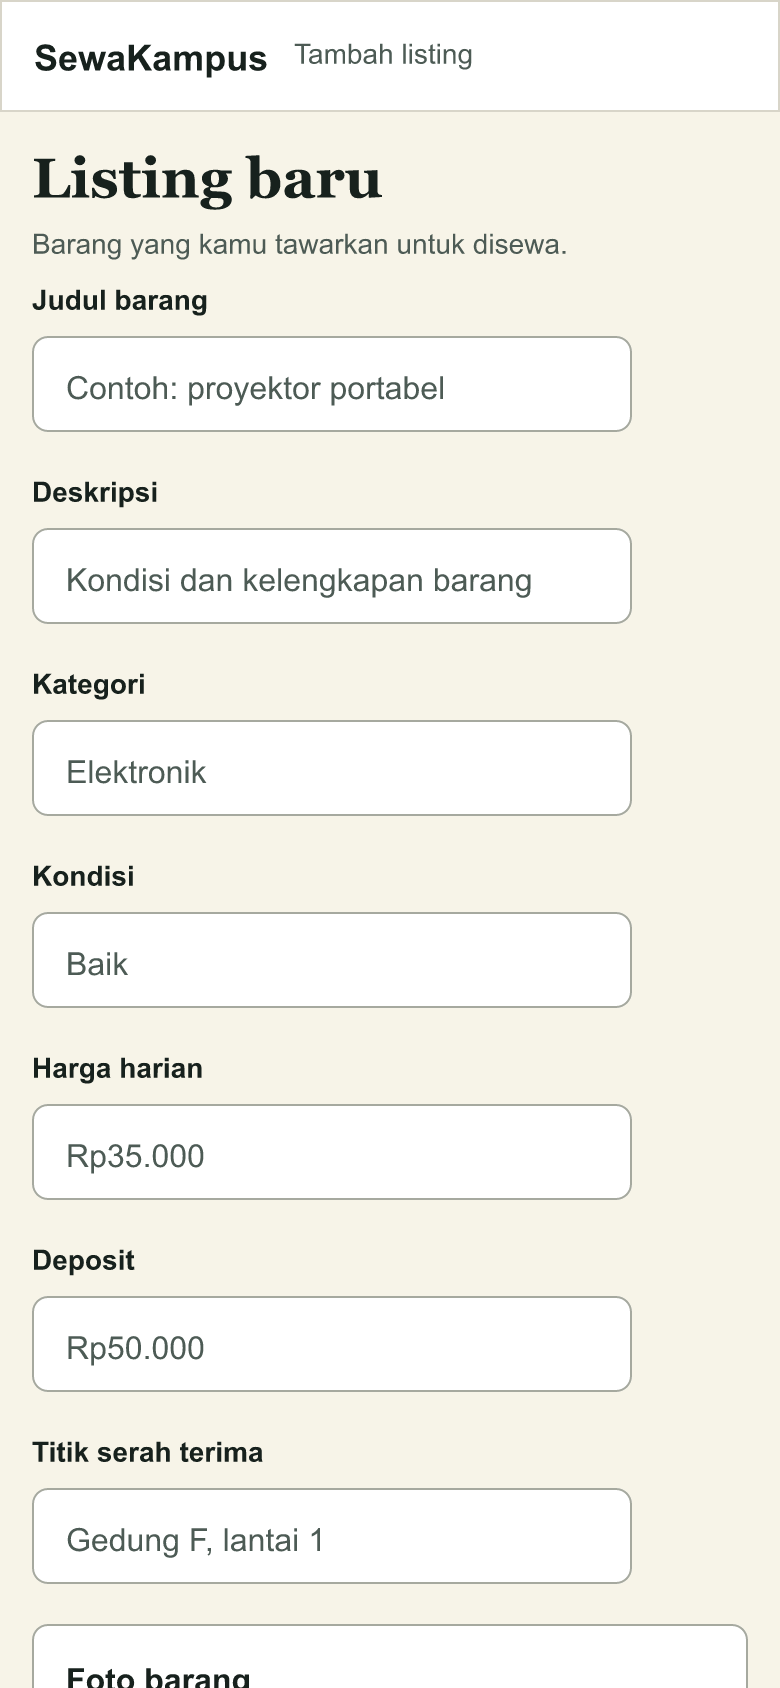 SewaKampus Tambah listing
Listing baru
Barang yang kamu tawarkan untuk disewa.
Judul barang
Contoh: proyektor portabel
Deskripsi
Kondisi dan kelengkapan barang
Kategori
Elektronik
Kondisi
Baik
Harga harian
Rp35.000
Deposit
Rp50.000
Titik serah terima
Gedung F, lantai 1
Foto barang